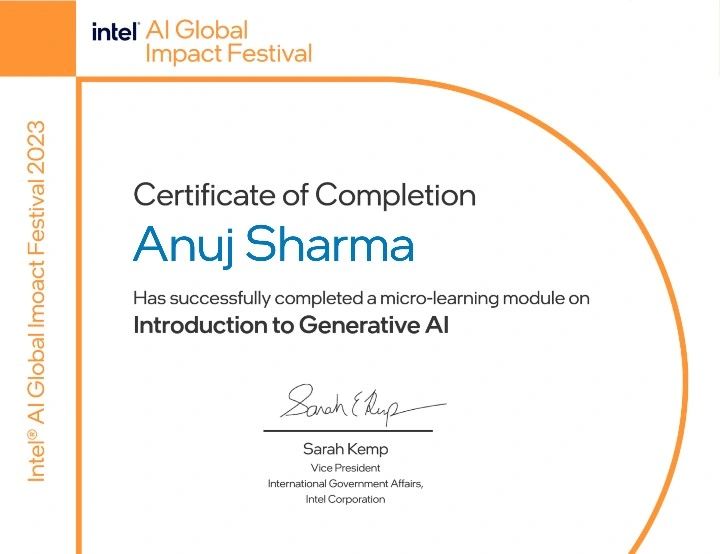 intel AI Global
Impact Festival
Intel® AI Global Imoact Festival 2023
Certificate of Completion
Anuj Sharma
Has successfully completed a micro-learning module on
Introduction to Generative AI
Sarah E Kemp
Sarah Kemp
Vice President
International Government Affairs,
Intel Corporation